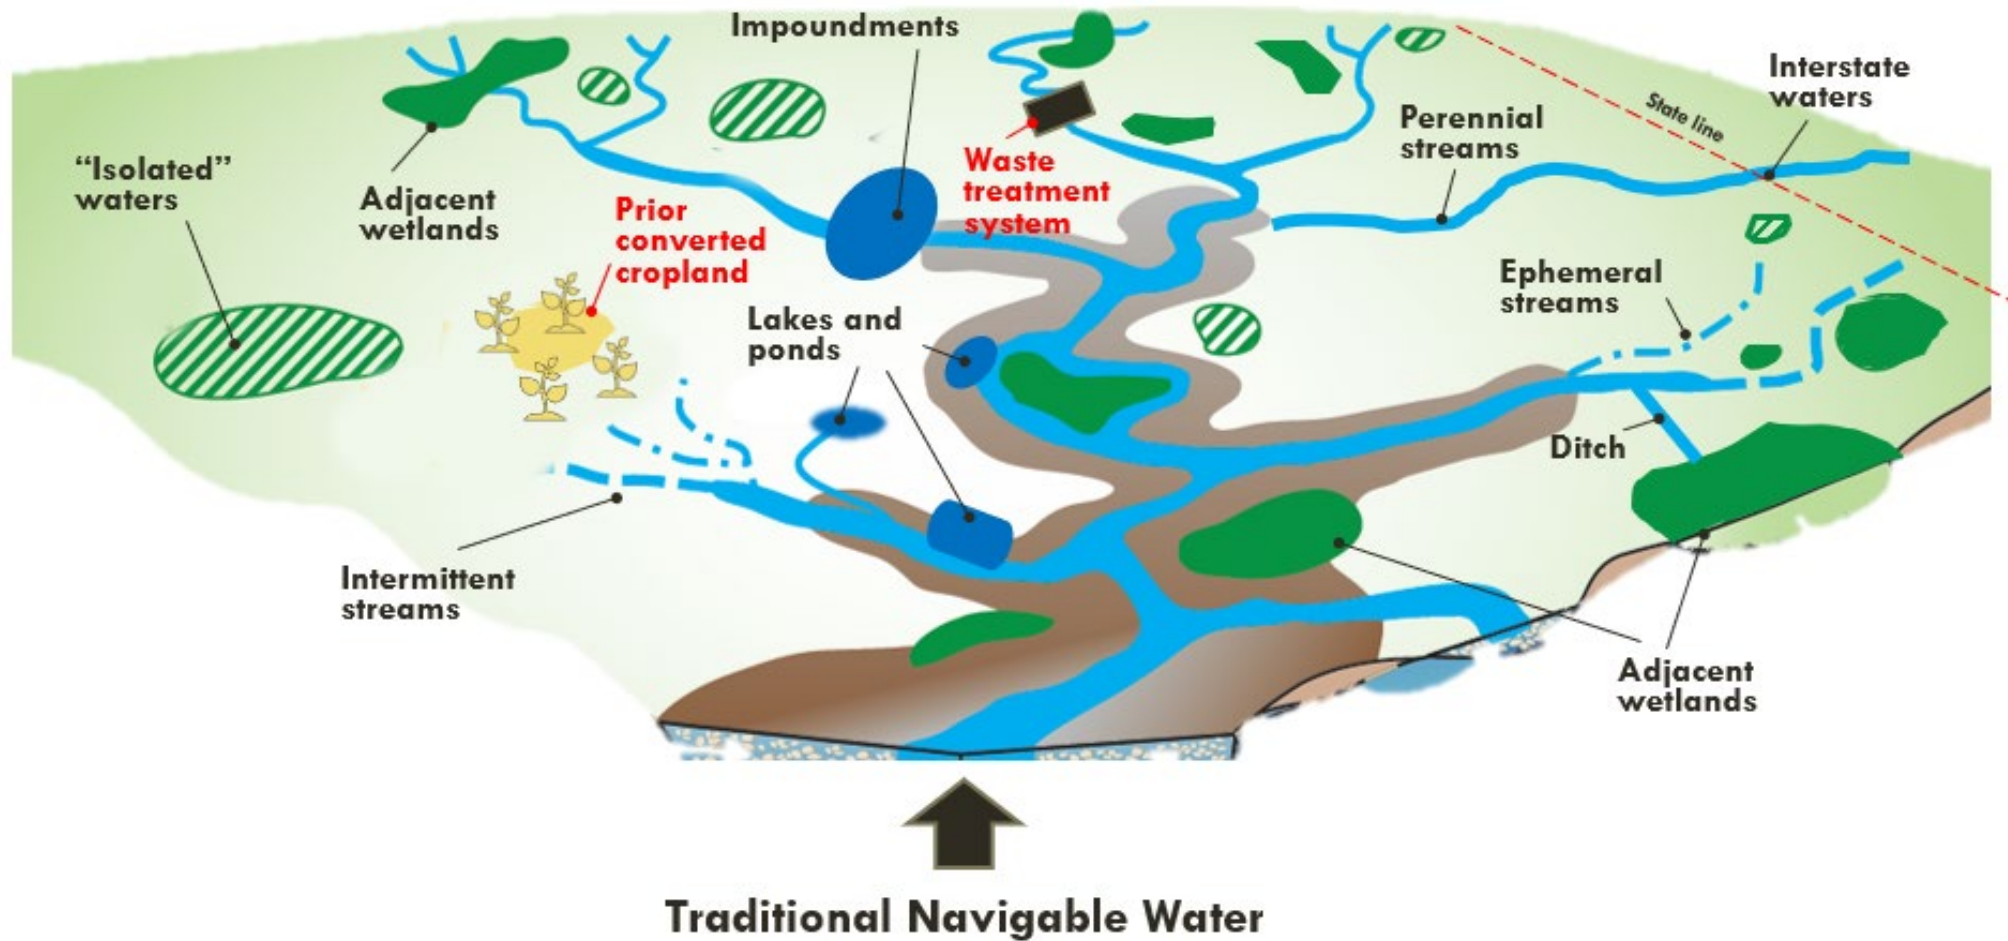 Impoundments
Interstate
waters
State line
Perennial
streams
“Isolated”
waters
Adjacent
wetlands
Waste
treatment
system
Prior
converted
cropland
Ephemeral
streams
Lakes and
ponds
Ditch
Intermittent
streams
Adjacent
wetlands
Traditional Navigable Water